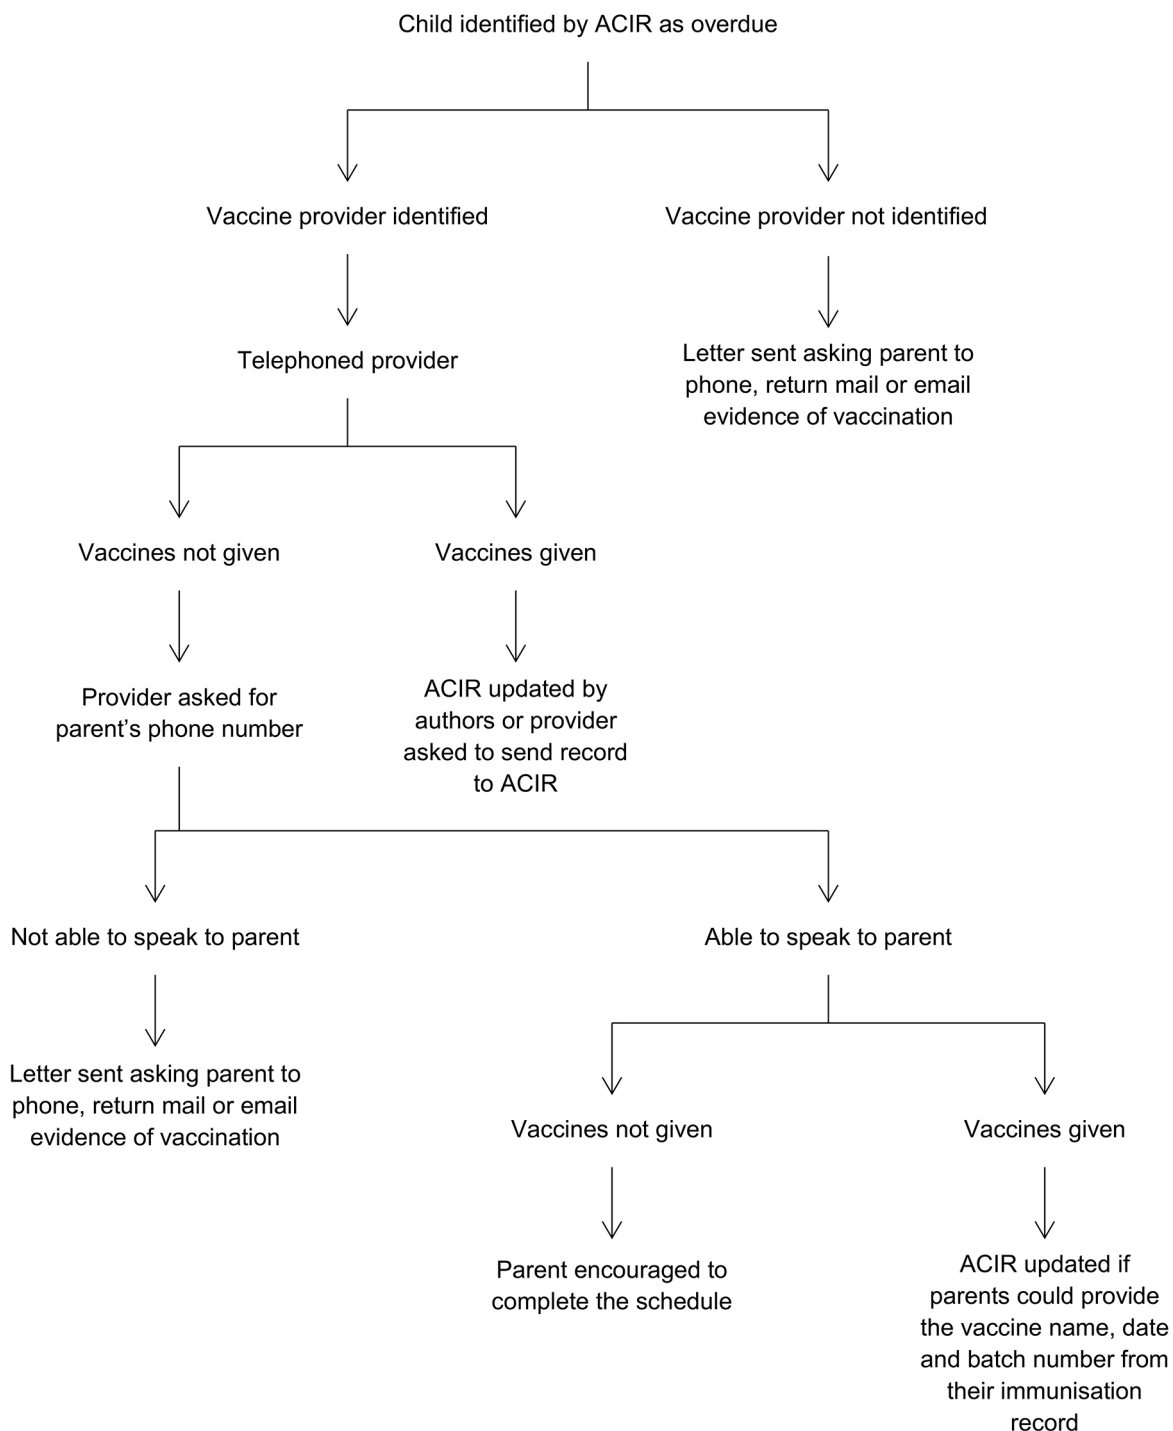 Child identified by ACIR as overdue
Vaccine provider identified
Vaccine provider not identified
Telephoned provider
Letter sent asking parent to
phone, return mail or email
evidence of vaccination
Vaccines not given
Vaccines given
Provider asked for
parent’s phone number
ACIR updated by
authors or provider
asked to send record
to ACIR
Not able to speak to parent
Able to speak to parent
Letter sent asking parent to
phone, return mail or email
evidence of vaccination
Vaccines not given
Vaccines given
Parent encouraged to
complete the schedule
ACIR updated if
parents could provide
the vaccine name, date
and batch number from
their immunisation
record